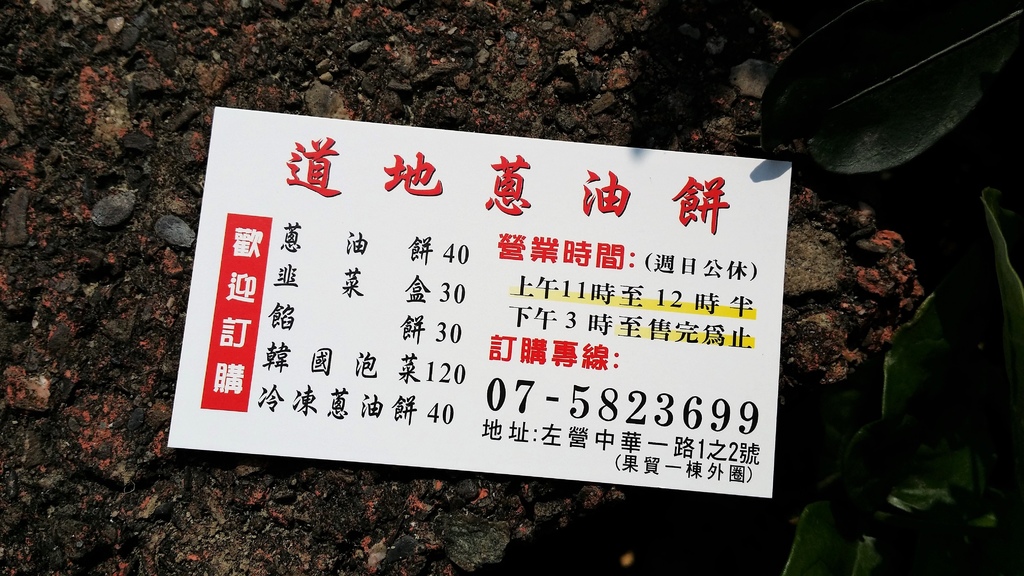 道地蔥油餅
歡迎訂購
蔥油餅40
韭菜盒30
餡餅30
韓國泡菜120
冷凍蔥油餅40
營業時間:(週日公休)
上午11時至12時半
下午3時至售完為止
訂購專線:
07-5823699
地址:左營中華一路1之2號
(果貿一棟外圈)